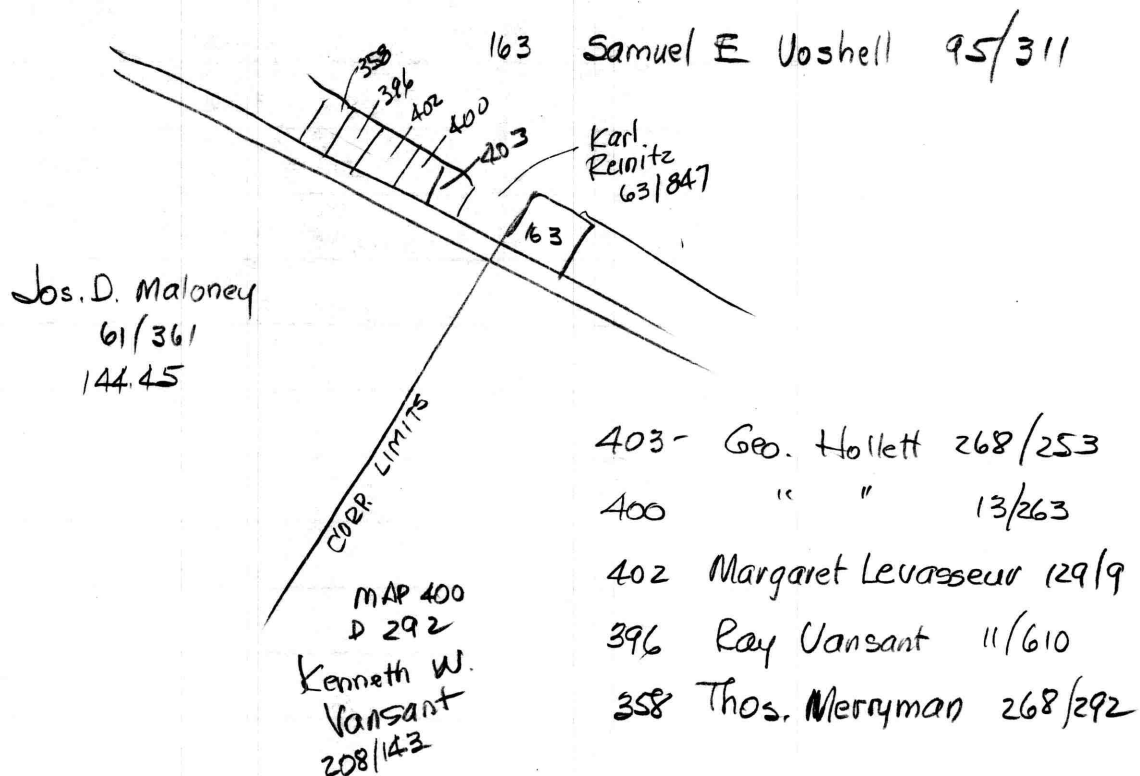 163 Samuel E Voshell 95/311
358
396
402
400
403
Karl
Reinitz
63/847
163
Jos. D. Maloney
61/361
144.45
CORP. LIMITS
MAP 400
P 292
Kenneth W.
Vansant
208/143
403- Geo. Hollett 268/253
400 " " 13/263
402 Margaret Levasseur 129/9
396 Ray Vansant 11/610
358 Thos. Merryman 268/292